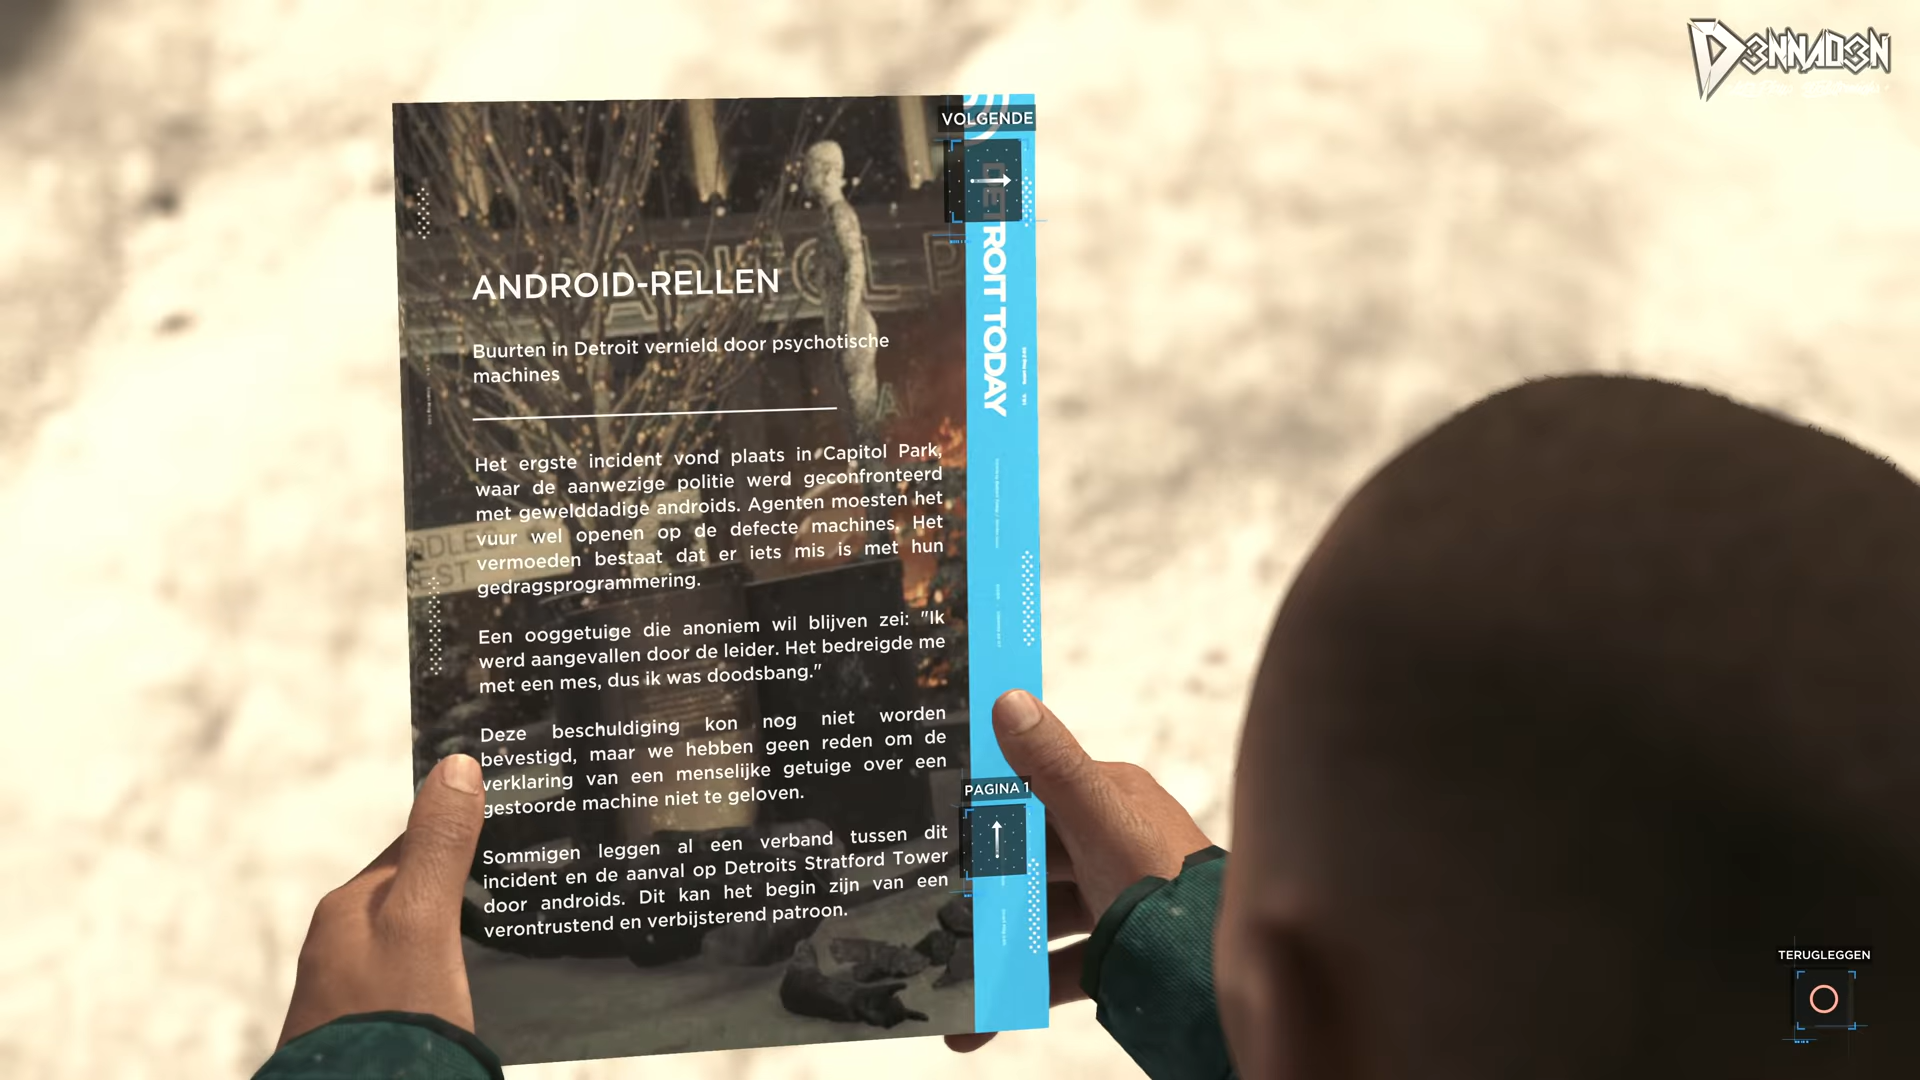 D3NNAD3N
VOLGENDE
ROIT TODAY
ANDROID-RELLEN
Buurten in Detroit vernield door psychotische
machines
Het ergste incident vond plaats in Capitol Park,
waar de aanwezige politie werd geconfronteerd
met gewelddadige androids. Agenten moesten het
vuur wel openen op de defecte machines. Het
vermoeden bestaat dat er iets mis is met hun
gedragsprogrammering.
Een ooggetuige die anoniem wil blijven zei: "Ik
werd aangevallen door de leider. Het bedreigde me
met een mes, dus ik was doodsbang."
Deze beschuldiging kon nog niet worden
bevestigd, maar we hebben geen reden om de
verklaring van een menselijke getuige over een
gestoorde machine niet te geloven.
Sommigen leggen al een verband tussen dit
incident en de aanval op Detroits Stratford Tower
door androids. Dit kan het begin zijn van een
verontrustend en verbijsterend patroon.
PAGINA 1
TERUGLEGGEN